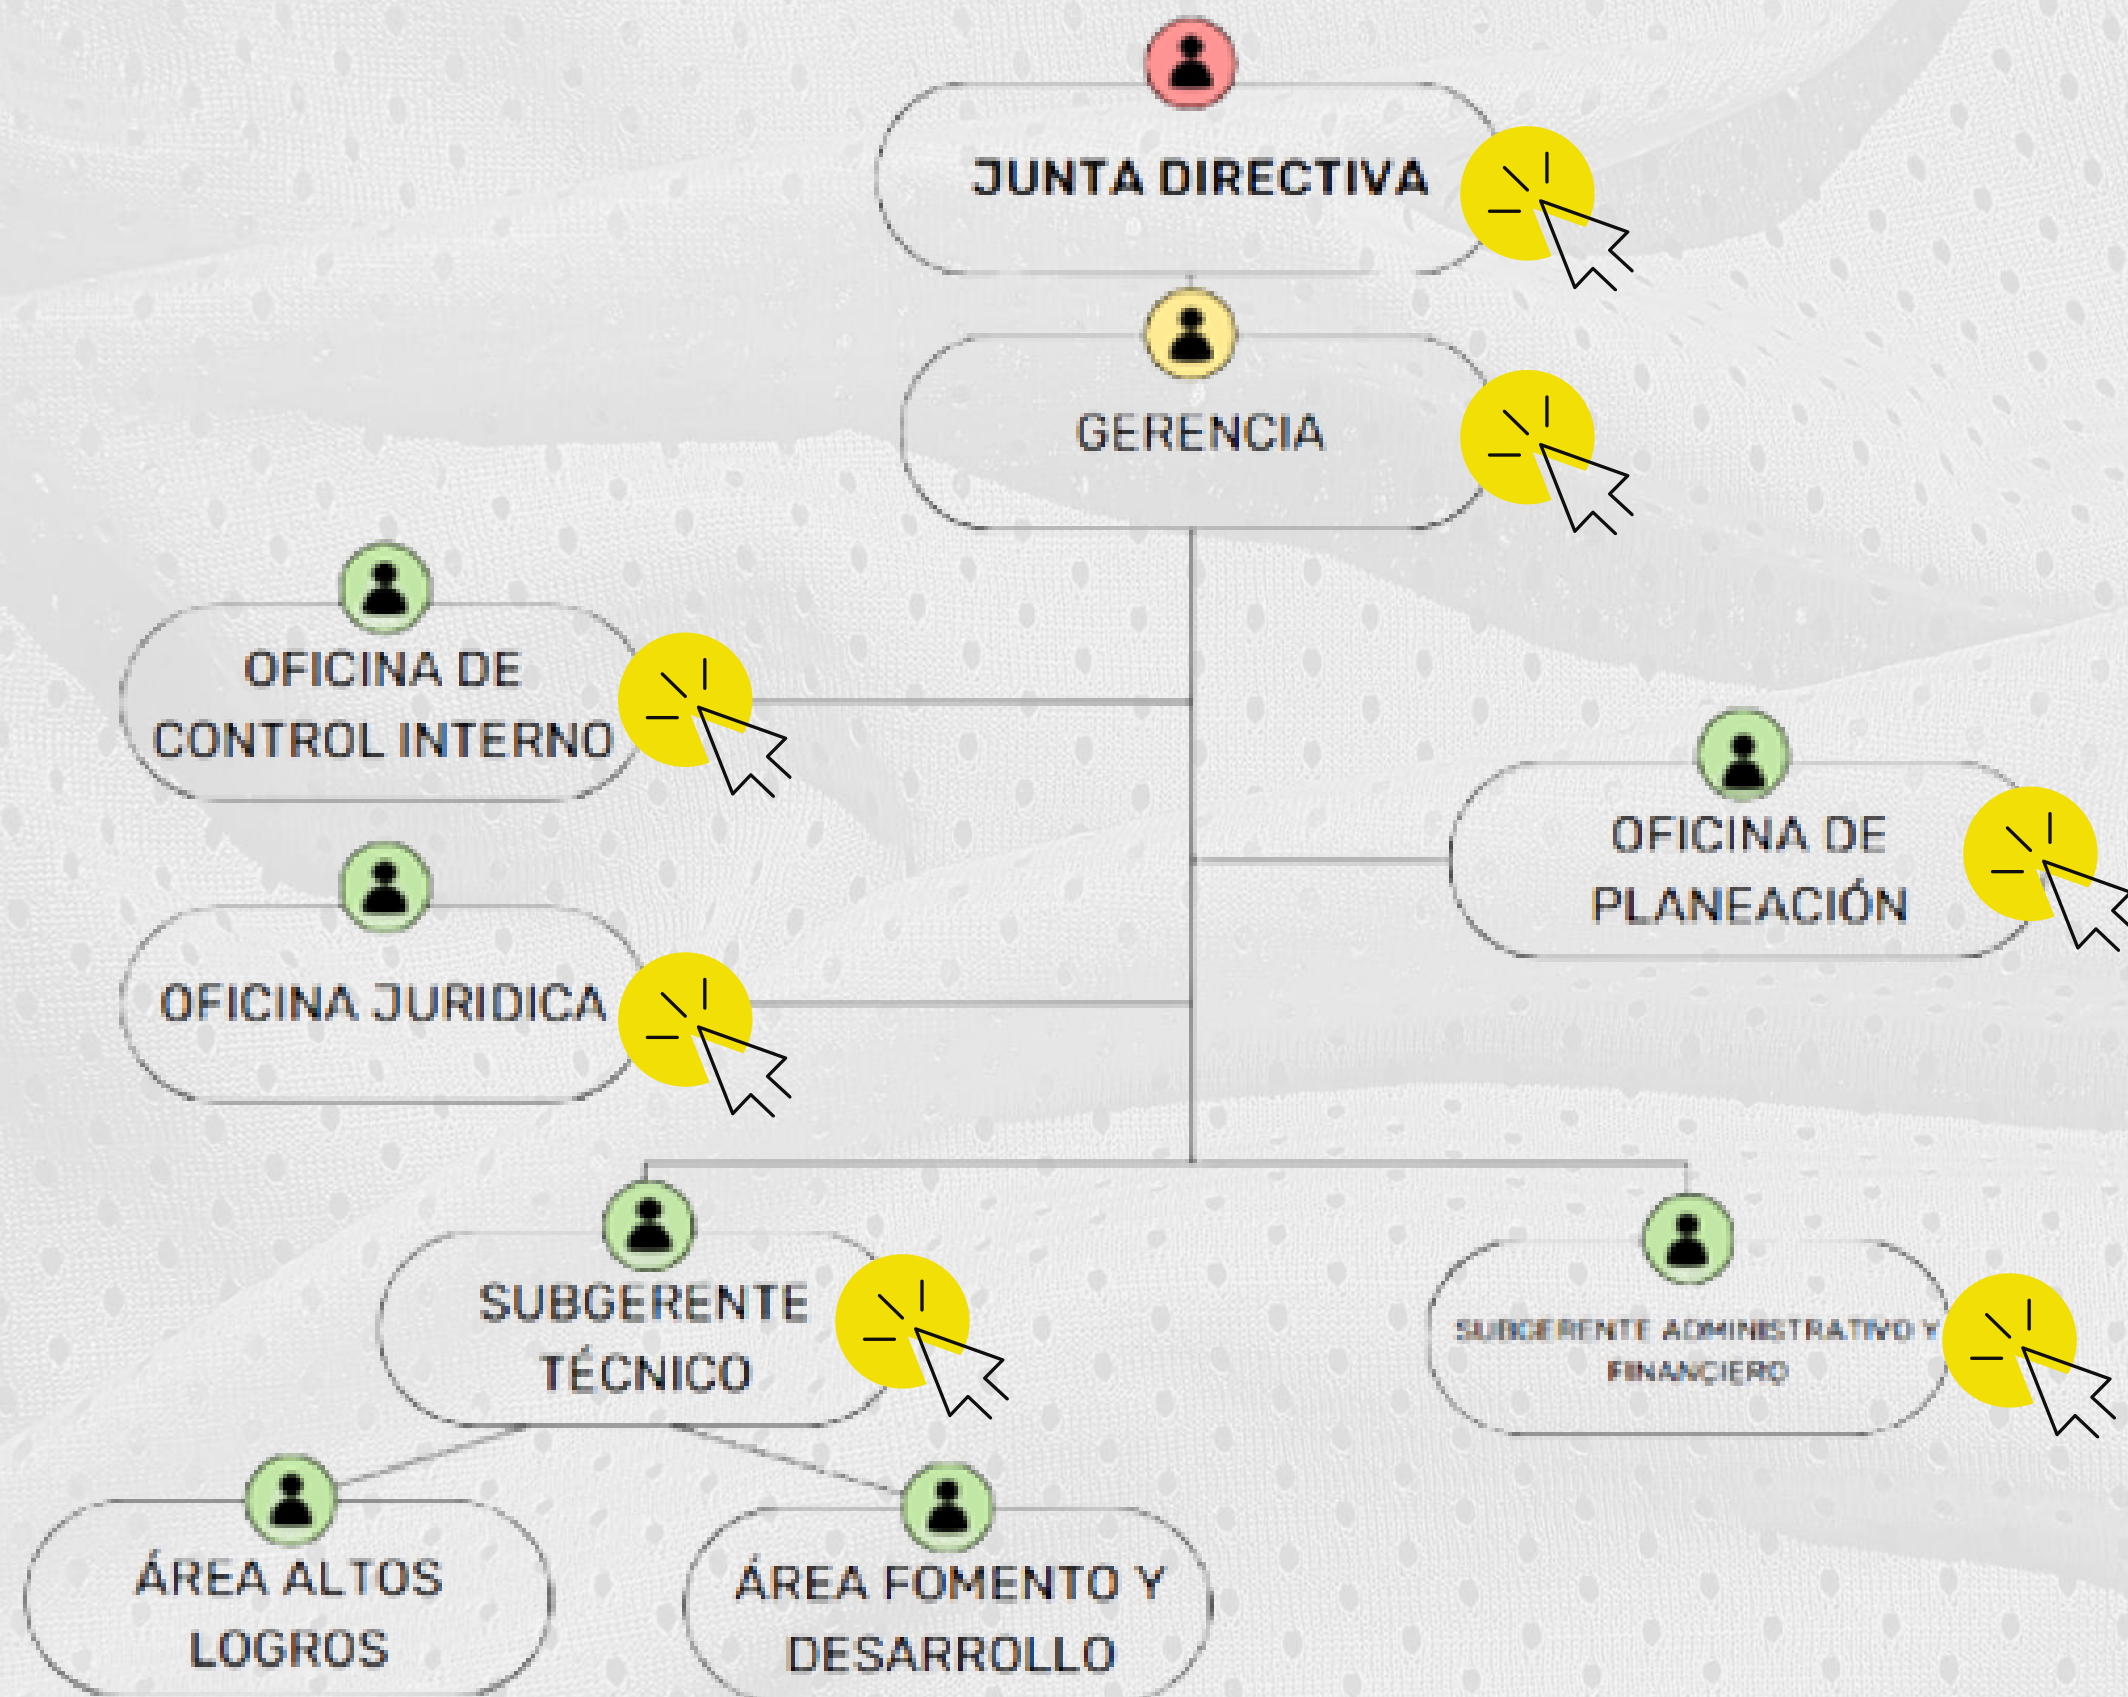 JUNTA DIRECTIVA
GERENCIA
OFICINA DE
CONTROL INTERNO
OFICINA DE
PLANEACIÓN
OFICINA JURIDICA
SUBGERENTE
TÉCNICO
SUBGERENTE ADMINISTRATIVO Y
FINANCIERO
ÁREA ALTOS
LOGROS
ÁREA FOMENTO Y
DESARROLLO